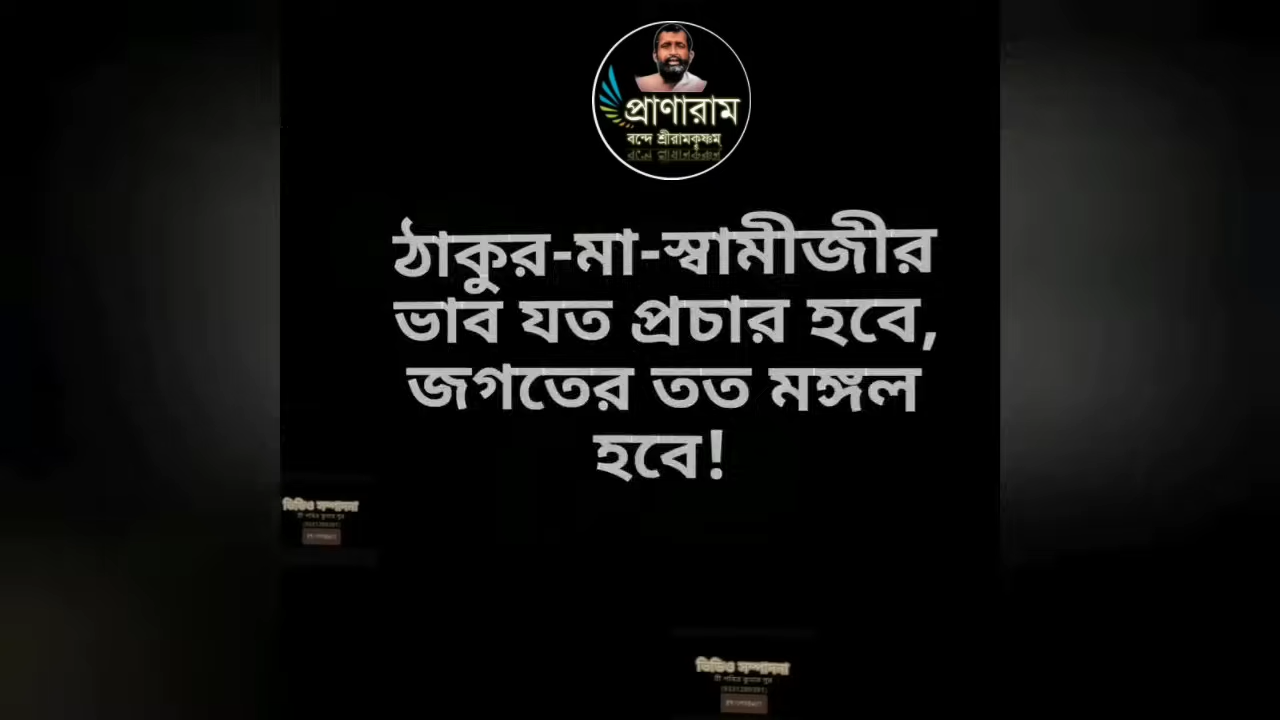 প্রাণারাম
বন্দে শ্রীরামকৃষ্ণম্
ঠাকুর-মা-স্বামীজীর
ভাব যত প্রচার হবে,
জগতের তত মঙ্গল
হবে!
ভিডিও সম্পাদনা
ভিডিও সম্পাদনা